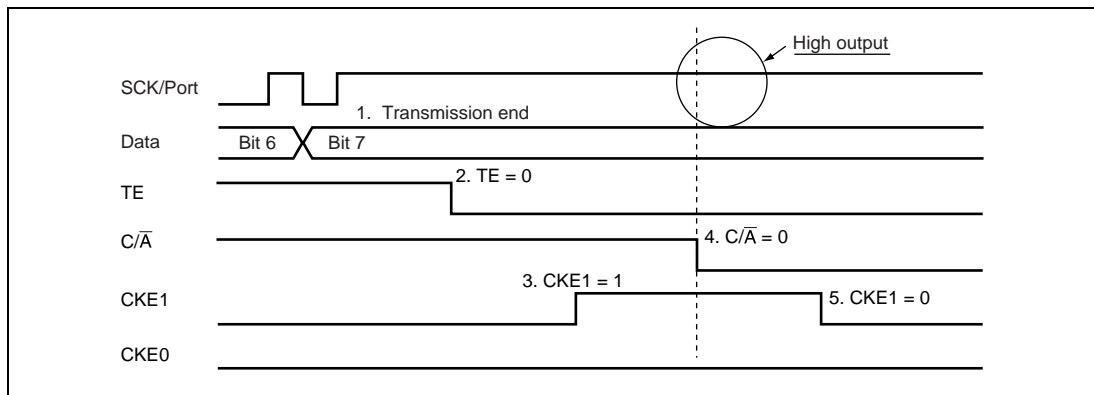 High output
SCK/Port
1. Transmission end
Data
Bit 6
Bit 7
2. TE = 0
TE
C/A̅
4. C/A̅ = 0
3. CKE1 = 1
CKE1
5. CKE1 = 0
CKE0